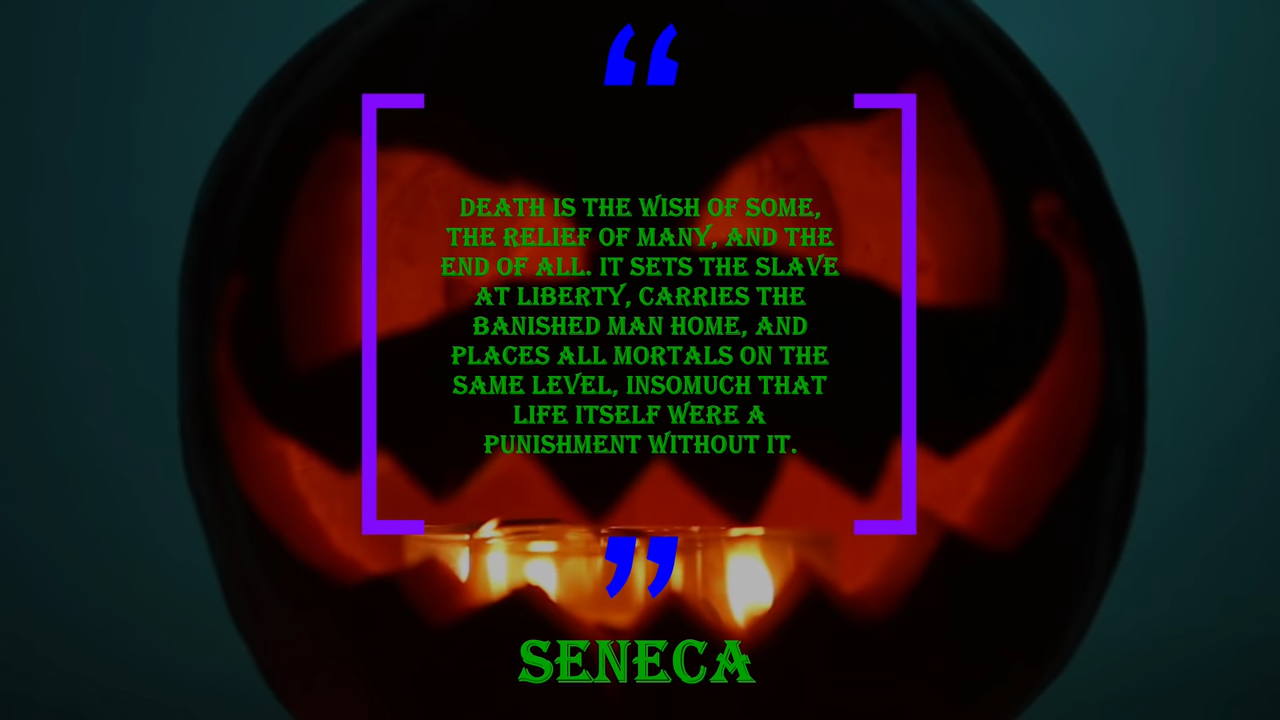 “
DEATH IS THE WISH OF SOME,
THE RELIEF OF MANY, AND THE
END OF ALL. IT SETS THE SLAVE
AT LIBERTY, CARRIES THE
BANISHED MAN HOME, AND
PLACES ALL MORTALS ON THE
SAME LEVEL, INSOMUCH THAT
LIFE ITSELF WERE A
PUNISHMENT WITHOUT IT.
”
SENECA